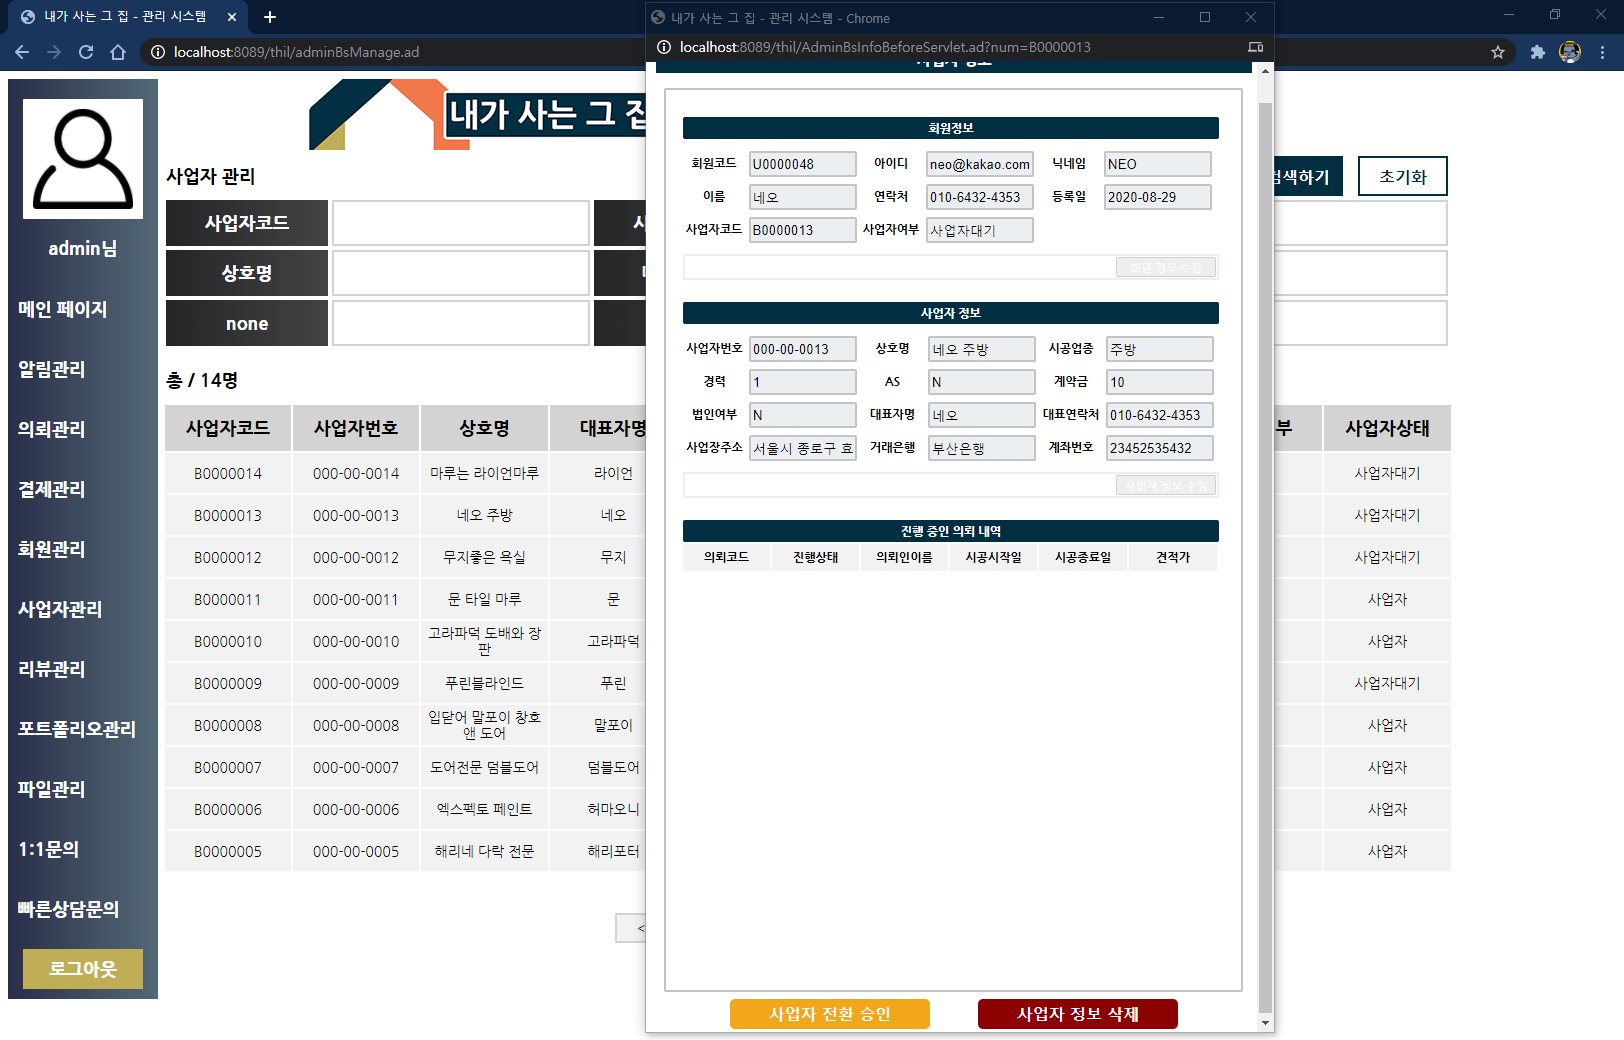 내가 사는 그 집 - 관리 시스템
localhost:8089/thil/adminBsManage.ad
admin님
메인 페이지
알림관리
의뢰관리
결제관리
회원관리
사업자관리
리뷰관리
포트폴리오관리
파일관리
1:1문의
빠른상담문의
로그아웃
내가 사는 그 집
사업자 관리
검색하기
초기화
사업자코드
상호명
none
총 / 14명
사업자코드 사업자번호 상호명 대표자명 부 사업자상태
B0000014 000-00-0014 마루는 라이언마루 라이언 사업자대기
B0000013 000-00-0013 네오 주방 네오 사업자대기
B0000012 000-00-0012 무지좋은 욕실 무지 사업자대기
B0000011 000-00-0011 문 타일 마루 문 사업자
B0000010 000-00-0010 고라파덕 도배와 장판 고라파덕 사업자
B0000009 000-00-0009 푸린블라인드 푸린 사업자대기
B0000008 000-00-0008 입닫어 말포이 창호앤 도어 말포이 사업자
B0000007 000-00-0007 도어전문 덤블도어 덤블도어 사업자
B0000006 000-00-0006 엑스펙토 페인트 허마오니 사업자
B0000005 000-00-0005 해리네 다락 전문 해리포터 사업자
<
내가 사는 그 집 - 관리 시스템 - Chrome
localhost:8089/thil/AdminBsInfoBeforeServlet.ad?num=B0000013
사업자 정보
회원정보
회원코드 U0000048 아이디 neo@kakao.com 닉네임 NEO
이름 네오 연락처 010-6432-4353 등록일 2020-08-29
사업자코드 B0000013 사업자여부 사업자대기
회원 정보 수정
사업자 정보
사업자번호 000-00-0013 상호명 네오 주방 시공업종 주방
경력 1 AS N 계약금 10
법인여부 N 대표자명 네오 대표연락처 010-6432-4353
사업장주소 서울시 종로구 효 거래은행 부산은행 계좌번호 23452535432
사업자 정보 수정
진행 중인 의뢰 내역
의뢰코드 진행상태 의뢰인이름 시공시작일 시공종료일 견적가
사업자 전환 승인
사업자 정보 삭제